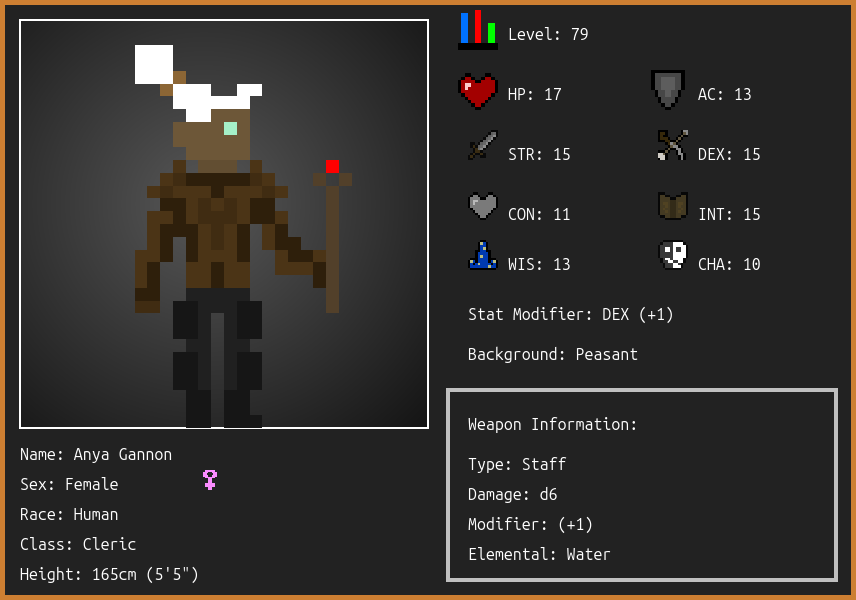 Level: 79
HP: 17
AC: 13
STR: 15
DEX: 15
CON: 11
INT: 15
WIS: 13
CHA: 10
Stat Modifier: DEX (+1)
Background: Peasant
Weapon Information:
Type: Staff
Damage: d6
Modifier: (+1)
Elemental: Water
Name: Anya Gannon
Sex: Female
Race: Human
Class: Cleric
Height: 165cm (5'5")